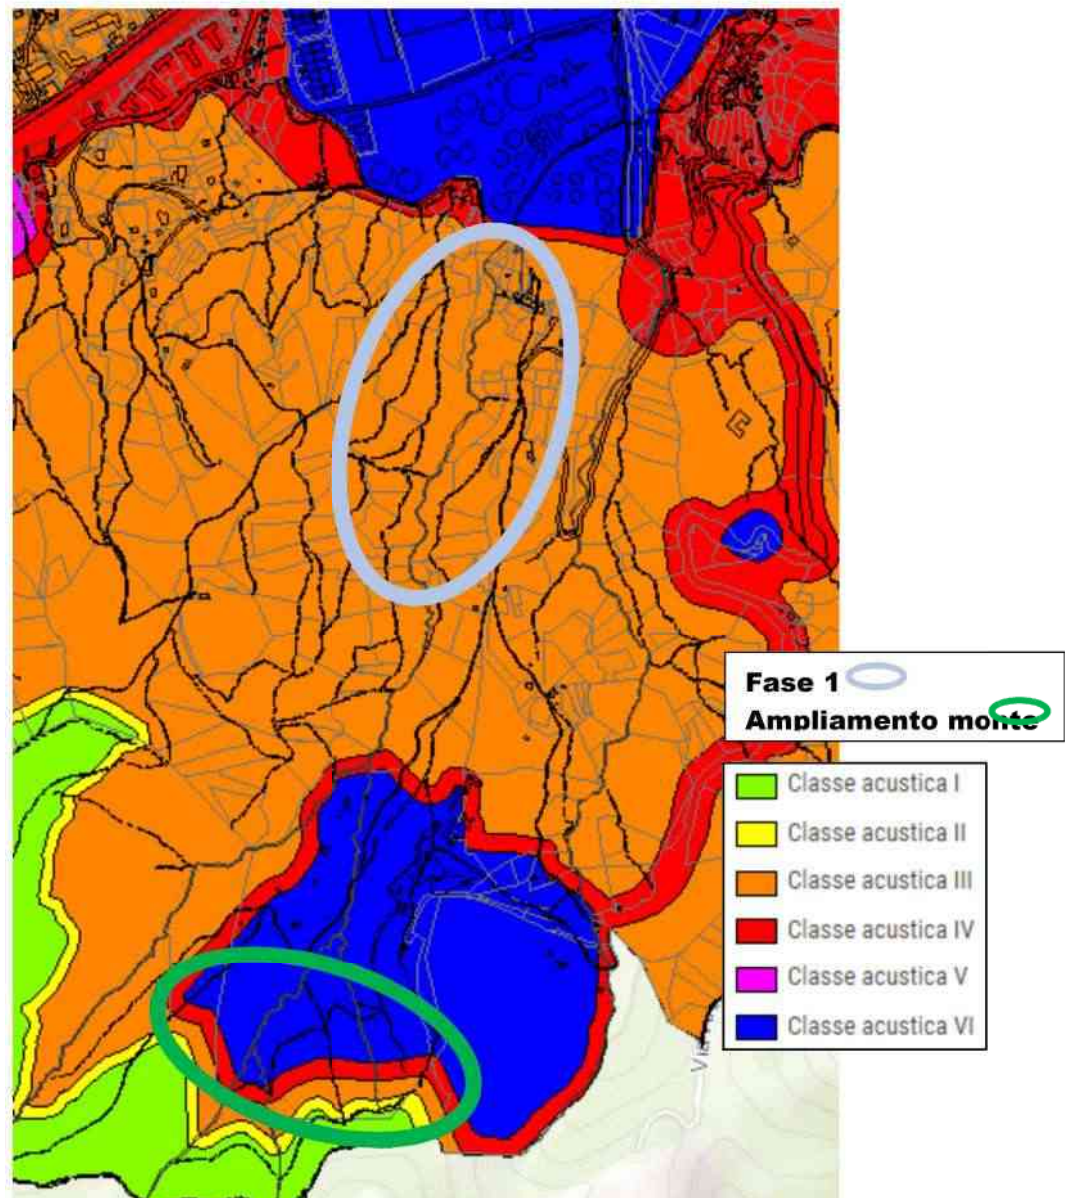 Fase 1
Ampliamento monte
Classe acustica I
Classe acustica II
Classe acustica III
Classe acustica IV
Classe acustica V
Classe acustica VI